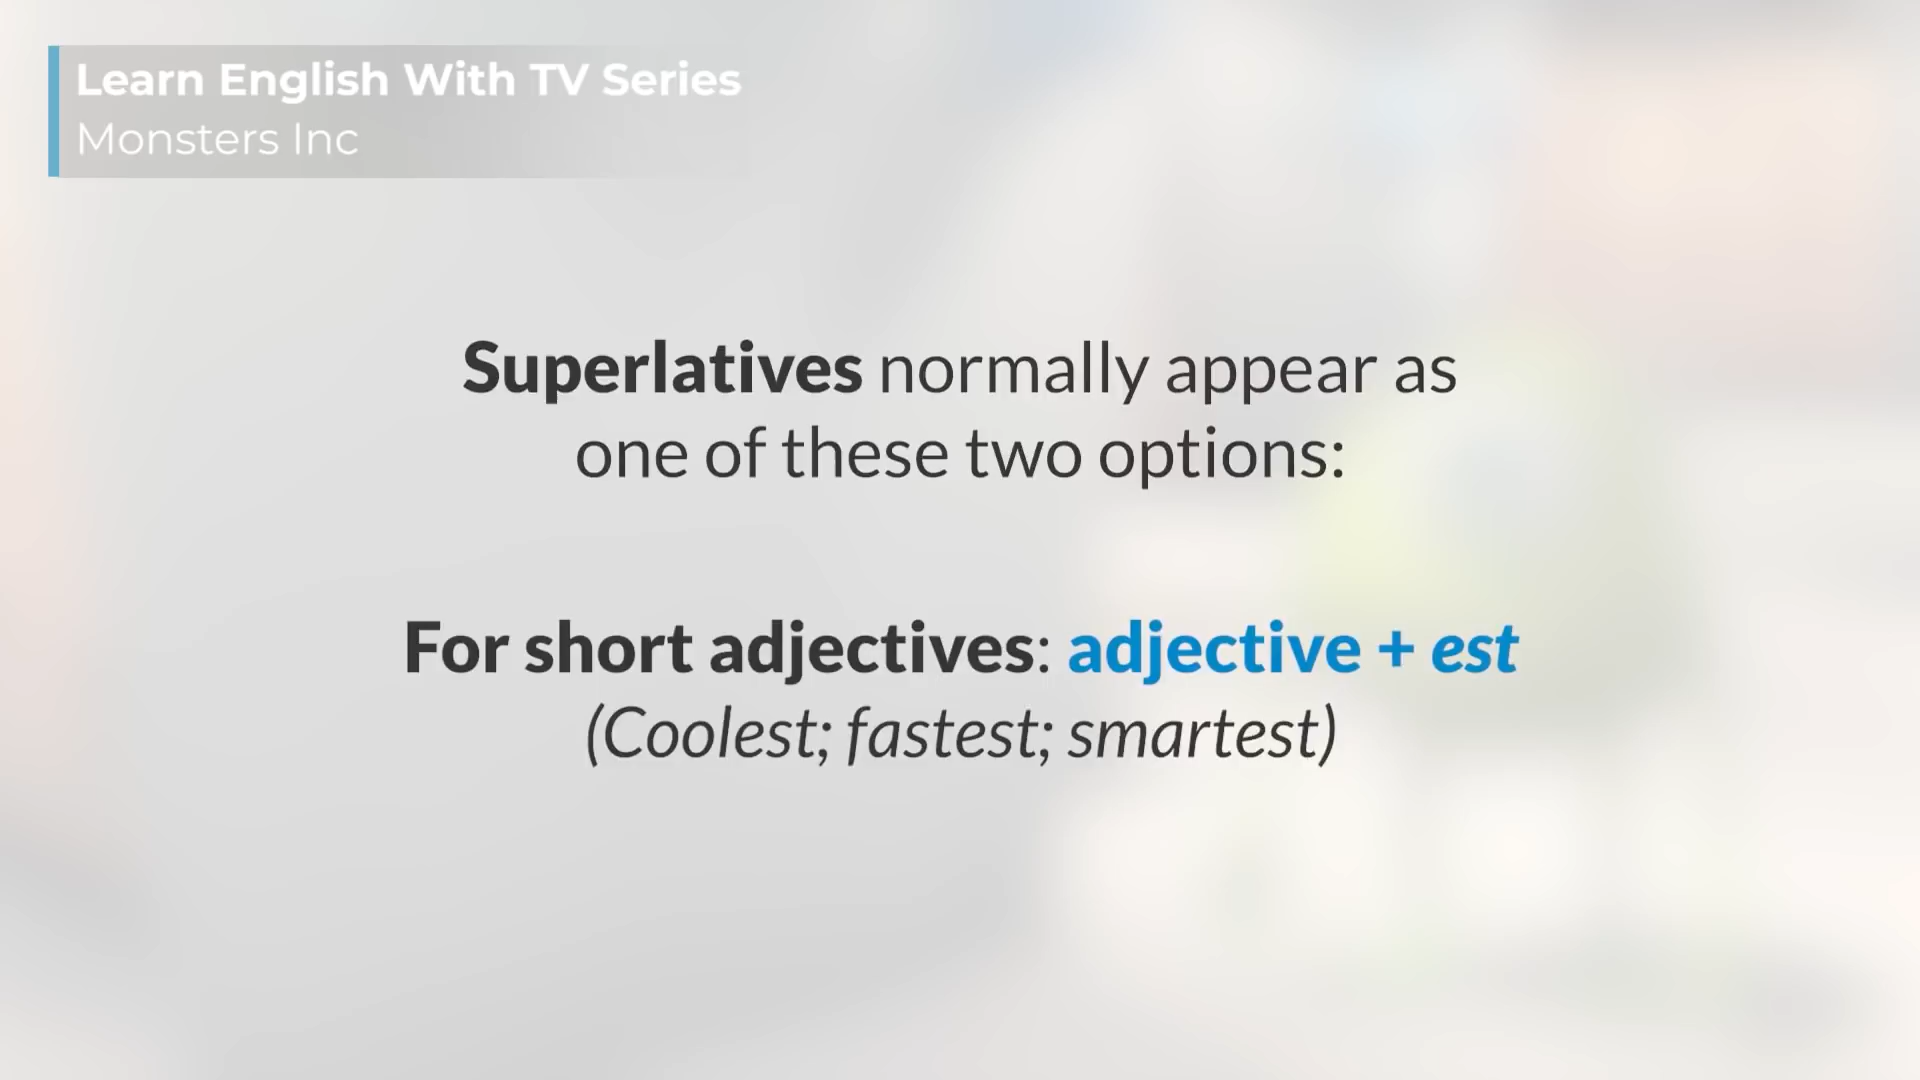 Learn English With TV Series
Monsters Inc
Superlatives normally appear as
one of these two options:
For short adjectives: adjective + est
(Coolest; fastest; smartest)